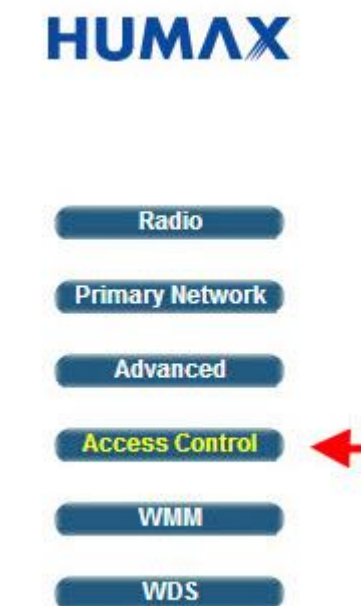 HUMAX
Radio
Primary Network
Advanced
Access Control
WMM
WDS